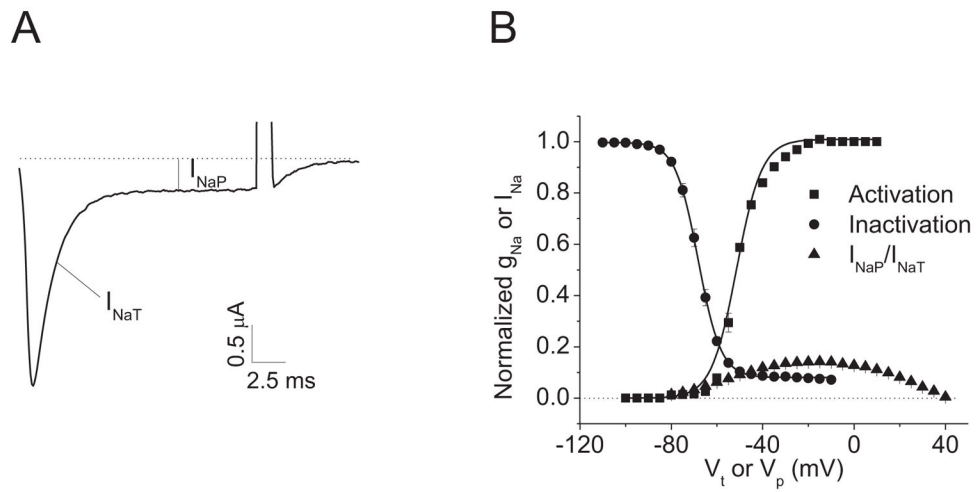 A
I_NaP
I_NaT
0.5 μA
2.5 ms
B
Normalized g_Na or I_Na
1.0
0.8
0.6
0.4
0.2
0.0
-120
-80
-40
0
40
V_t or V_p (mV)
Activation
Inactivation
I_NaP/I_NaT